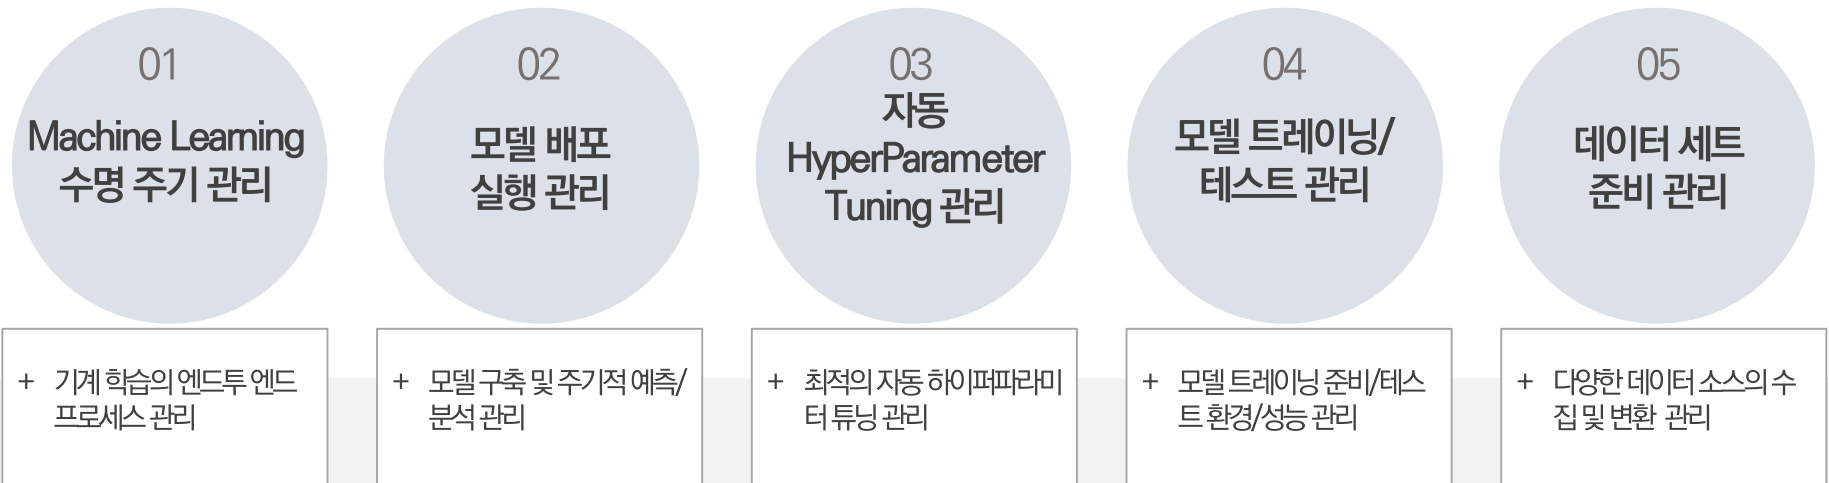 01
Machine Learning
수명 주기 관리
02
모델 배포
실행 관리
03
자동
HyperParameter
Tuning 관리
04
모델 트레이닝/
테스트 관리
05
데이터 세트
준비 관리
+ 기계 학습의 엔드투 엔드
프로세스 관리
+ 모델 구축 및 주기적 예측/
분석 관리
+ 최적의 자동 하이퍼파라미
터 튜닝 관리
+ 모델 트레이닝 준비/테스
트 환경/성능 관리
+ 다양한 데이터 소스의 수
집 및 변환 관리